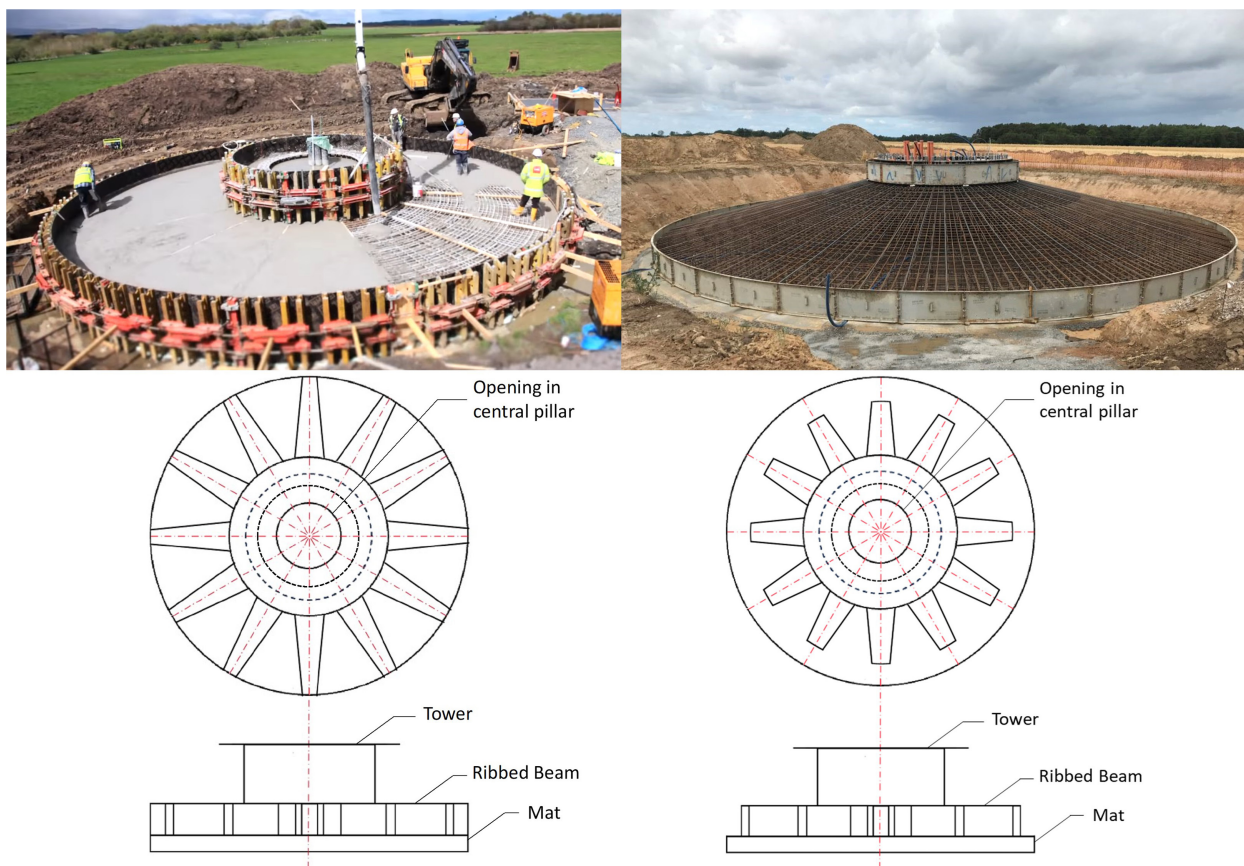 Opening in
central pillar
Opening in
central pillar
Tower
Tower
Ribbed Beam
Ribbed Beam
Mat
Mat